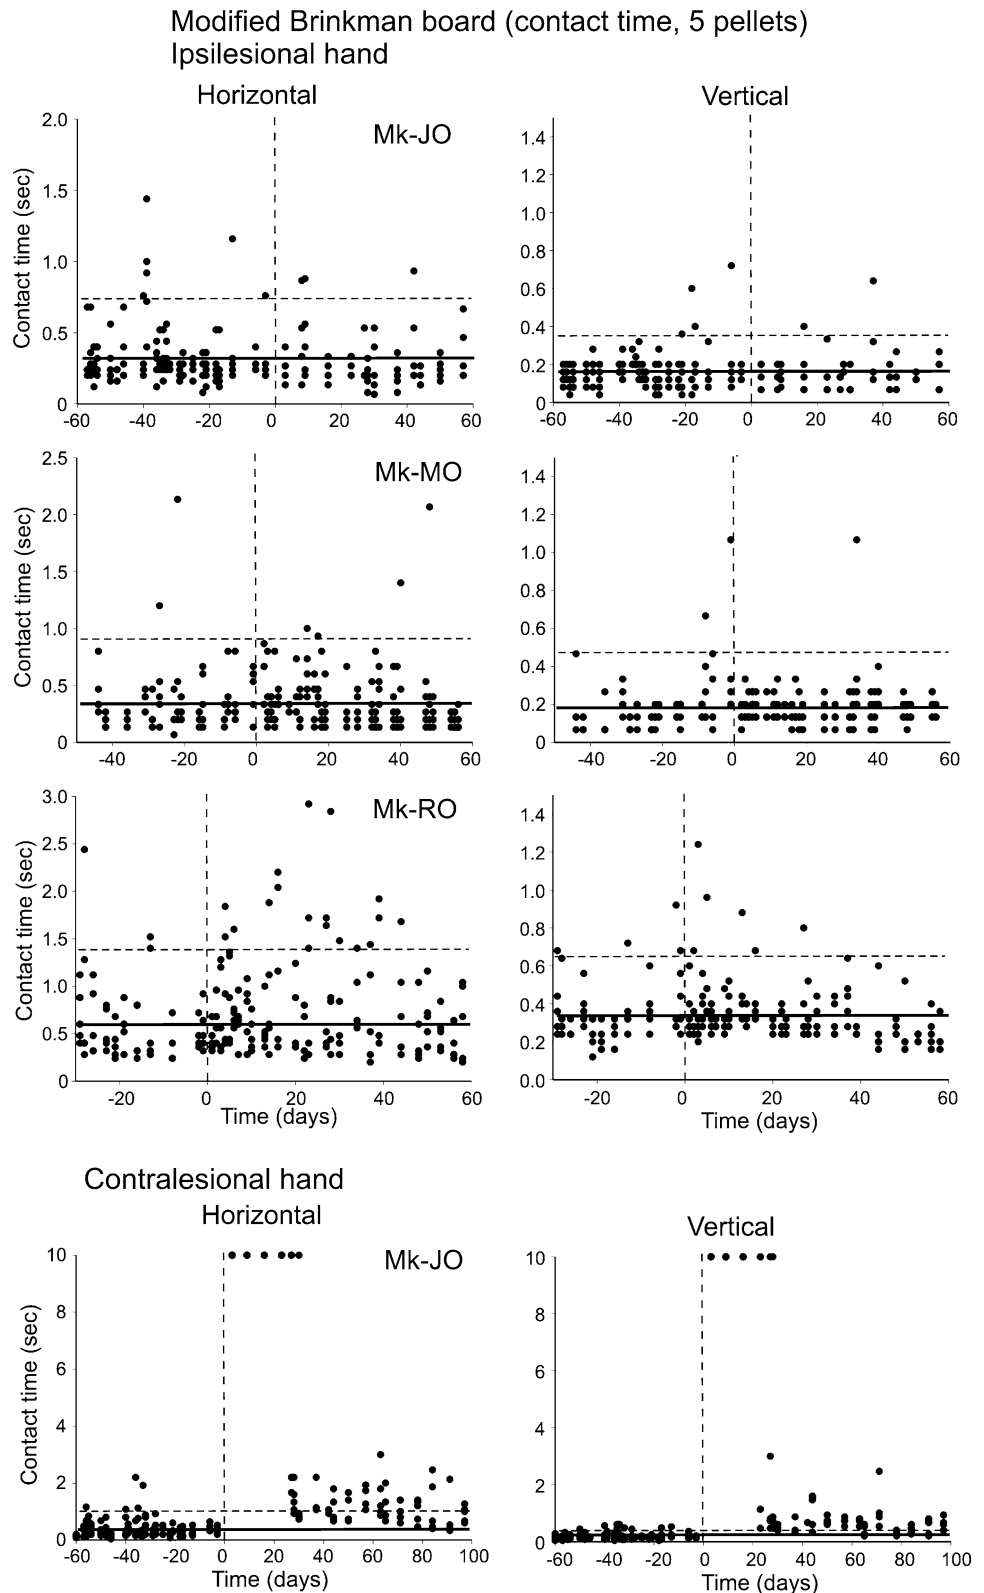 Modified Brinkman board (contact time, 5 pellets)
Ipsilesional hand
Horizontal
Vertical
Mk-JO
Contact time (sec)
2.0
1.5
1.0
0.5
0
-60 -40 -20 0 20 40 60
1.4
1.2
1.0
0.8
0.6
0.4
0.2
0
-60 -40 -20 0 20 40 60
Mk-MO
Contact time (sec)
2.5
2.0
1.5
1.0
0.5
0
-40 -20 0 20 40 60
1.4
1.2
1.0
0.8
0.6
0.4
0.2
0
-40 -20 0 20 40 60
Mk-RO
Contact time (sec)
3.0
2.5
2.0
1.5
1.0
0.5
0
-20 0 20 40 60
Time (days)
1.4
1.2
1.0
0.8
0.6
0.4
0.2
0.0
-20 0 20 40 60
Time (days)
Contralesional hand
Horizontal
Vertical
Mk-JO
Contact time (sec)
10
8
6
4
2
0
-60 -40 -20 0 20 40 60 80 100
Time (days)
10
8
6
4
2
0
-60 -40 -20 0 20 40 60 80 100
Time (days)